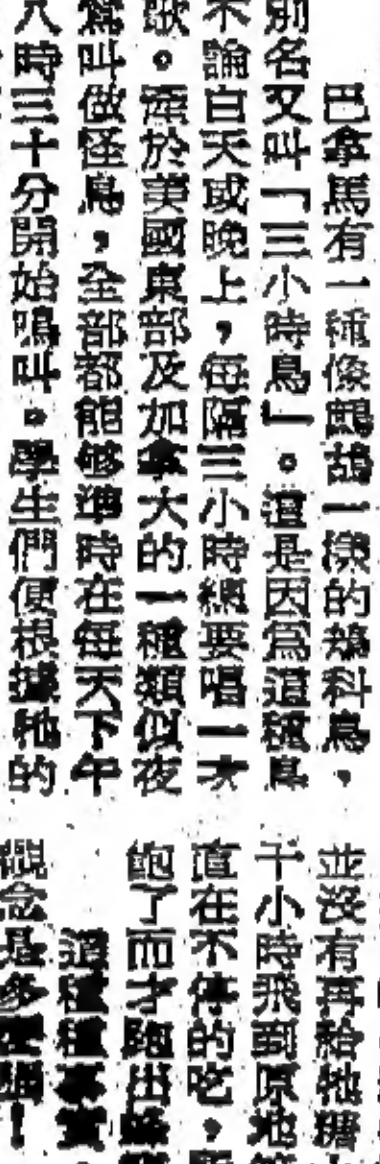 巴拿馬有一種像鷓鴣一樣的鶉科鳥，
別名又叫「三小時鳥」。這是因爲這種鳥
不論白天或晚上，每隔三小時總要唱一次
歌。產於美國東部及加拿大的一種類似夜
鶯叫做怪鳥，全部都能够準時在每天下午
八時三十分開始鳴叫。學生們便根據牠的
並沒有再給牠糖
千小時飛到原地
直在不停的吃，
飽了而才跑出
這種種事實，
觀念是多